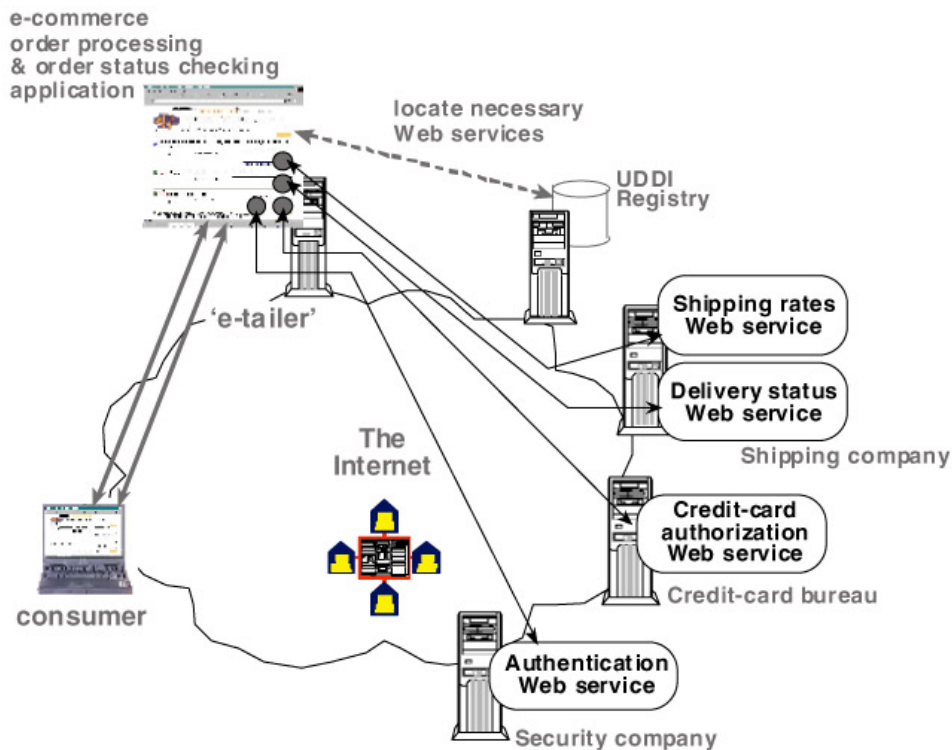 e-commerce
order processing
& order status checking
application
locate necessary
Web services
UDDI
Registry
'e-tailer'
Shipping rates
Web service
Delivery status
Web service
Shipping company
The
Internet
Credit-card
authorization
Web service
Credit-card bureau
consumer
Authentication
Web service
Security company